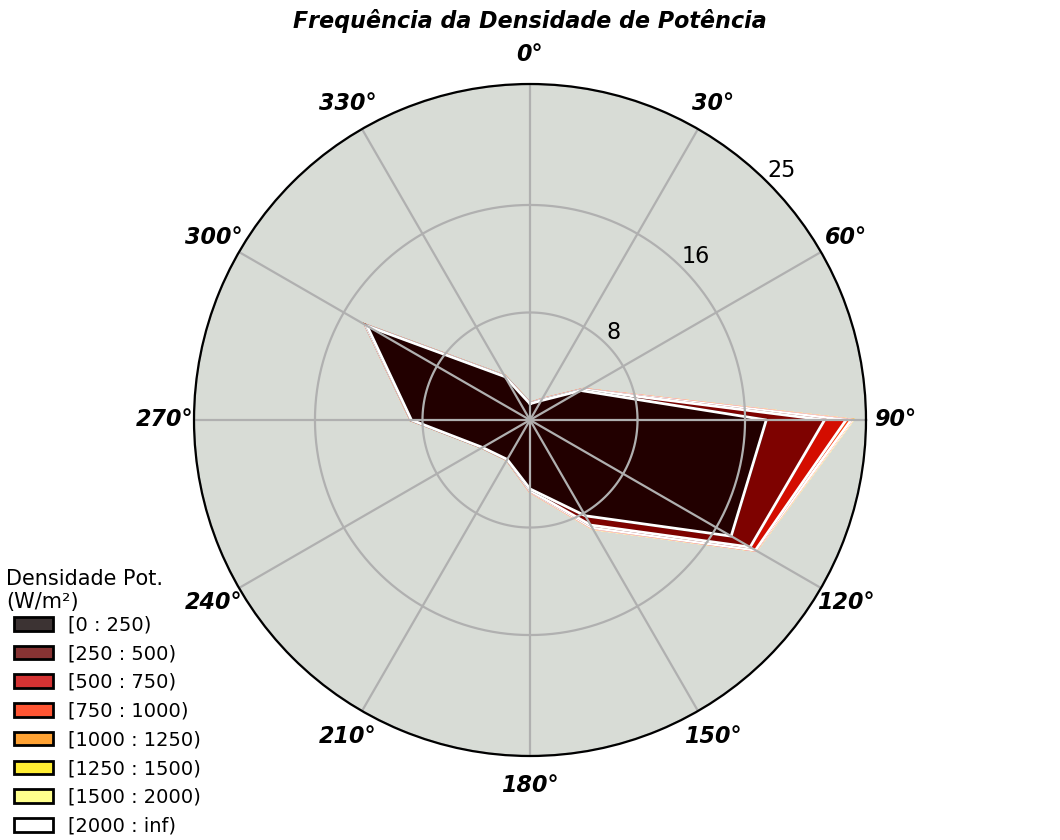 Frequência da Densidade de Potência
0°
330°
30°
25
300°
60°
16
8
270°
90°
240°
120°
210°
150°
180°
Densidade Pot.
(W/m²)
[0 : 250)
[250 : 500)
[500 : 750)
[750 : 1000)
[1000 : 1250)
[1250 : 1500)
[1500 : 2000)
[2000 : inf)